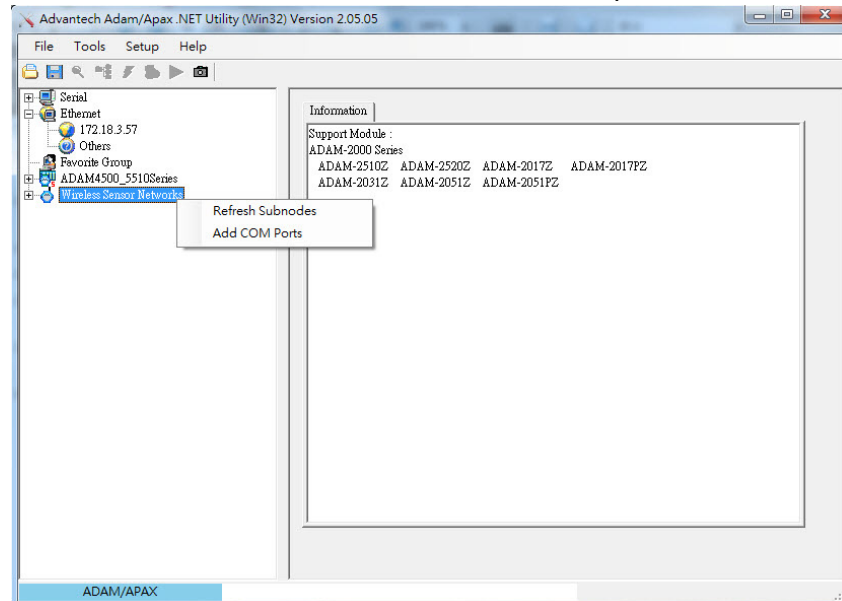 Advantech Adam/Apax .NET Utility (Win32) Version 2.05.05
File Tools Setup Help
Serial
Ethernet
172.18.3.57
Others
Favorite Group
ADAM4500_5510Series
Wireless Sensor Networks
Refresh Subnodes
Add COM Ports
Information
Support Module :
ADAM-2000 Series
ADAM-2510Z ADAM-2520Z ADAM-2017Z ADAM-2017PZ
ADAM-2031Z ADAM-2051Z ADAM-2051PZ
ADAM/APAX